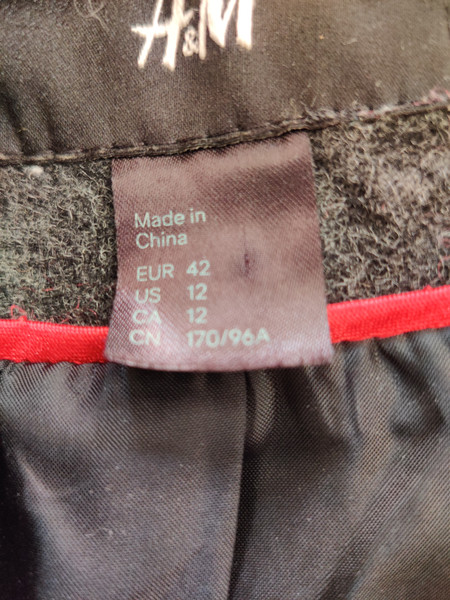 H&M
Made in
China
EUR 42
US 12
CA 12
CN 170/96A